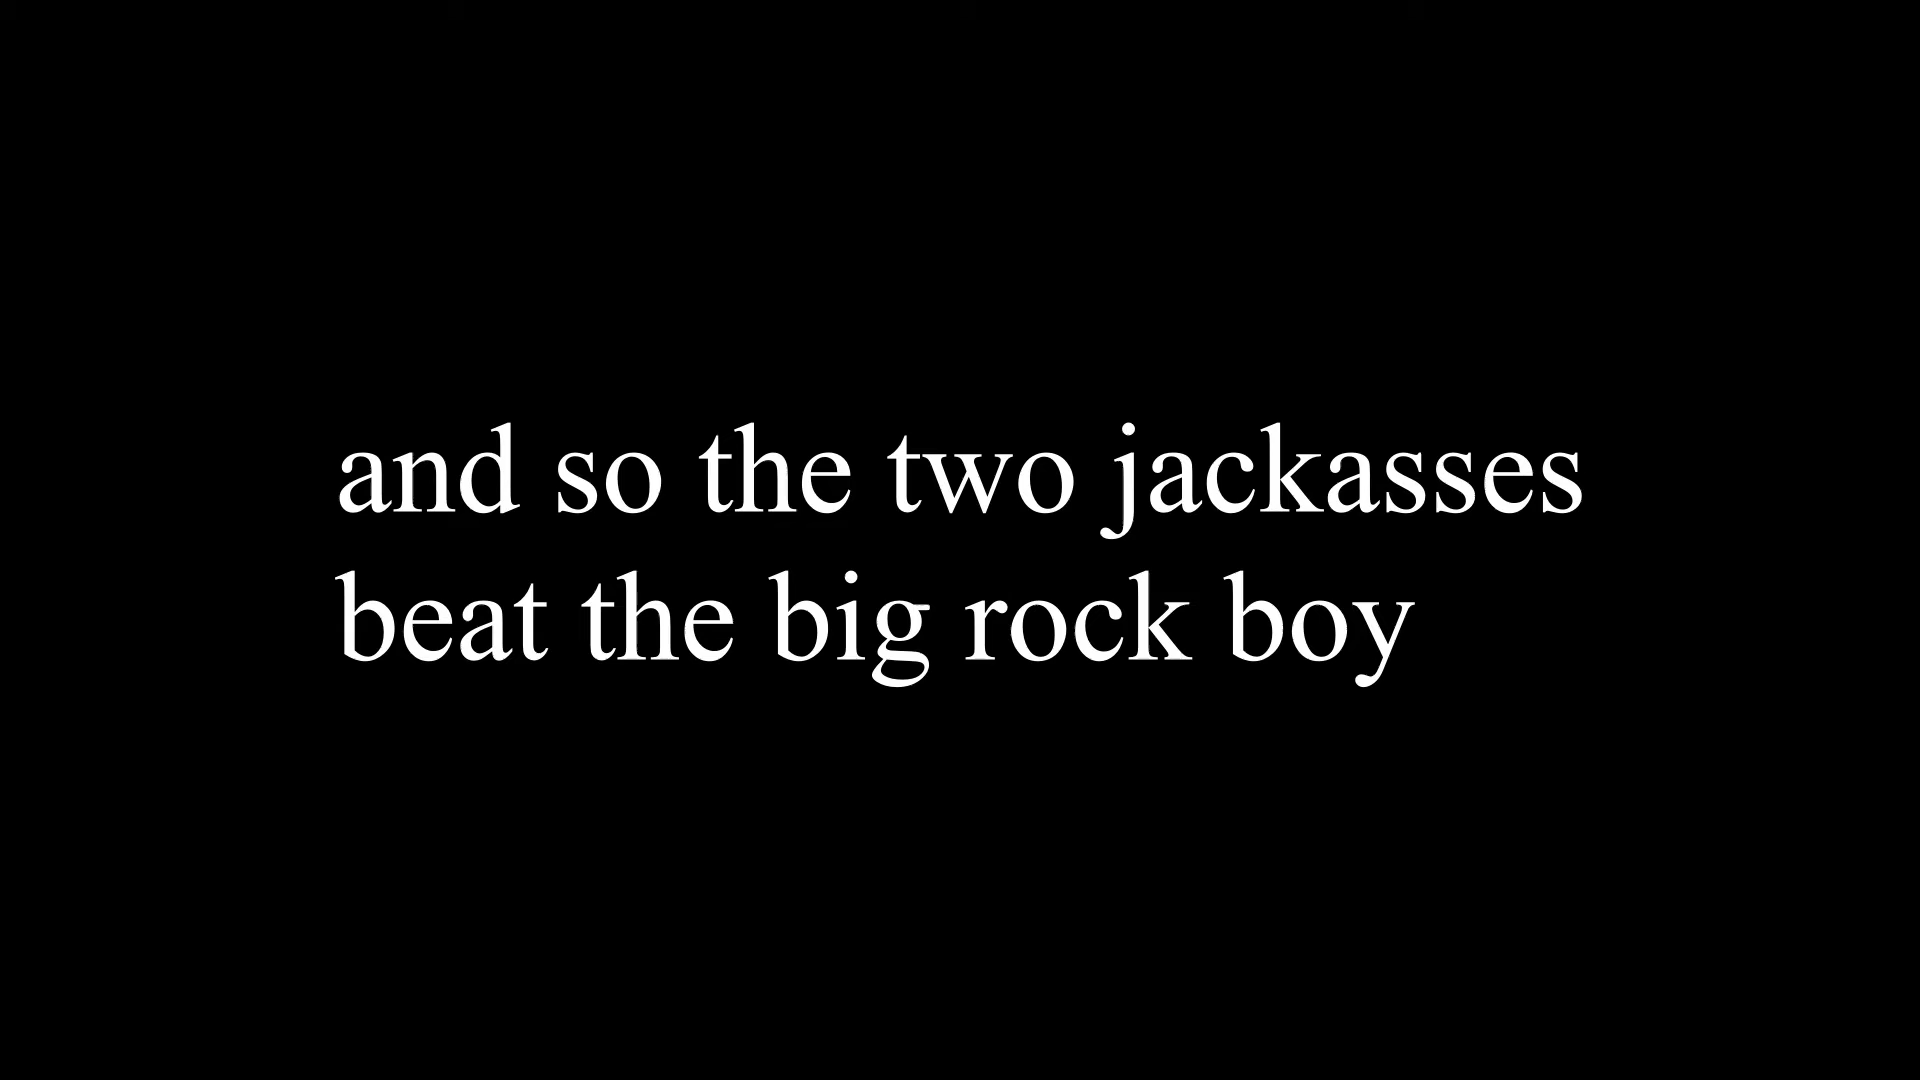 and so the two jackasses
beat the big rock boy